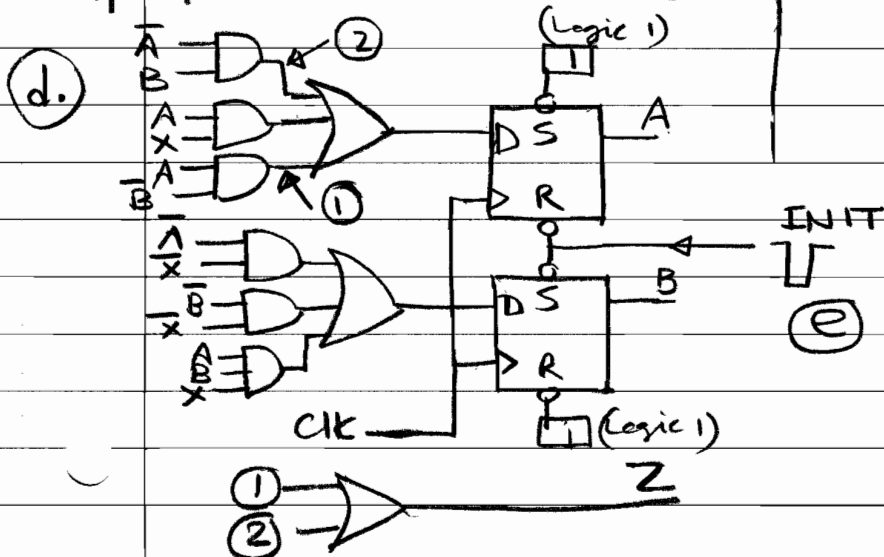 d.
(Logic 1)
1
A̅
B
②
A
X
A
B̅
①
D S
R
A
INIT
e
A̅
X̅
B̅
X̅
A
B
X
D S
R
B
Clk
1 (Logic 1)
①
②
Z